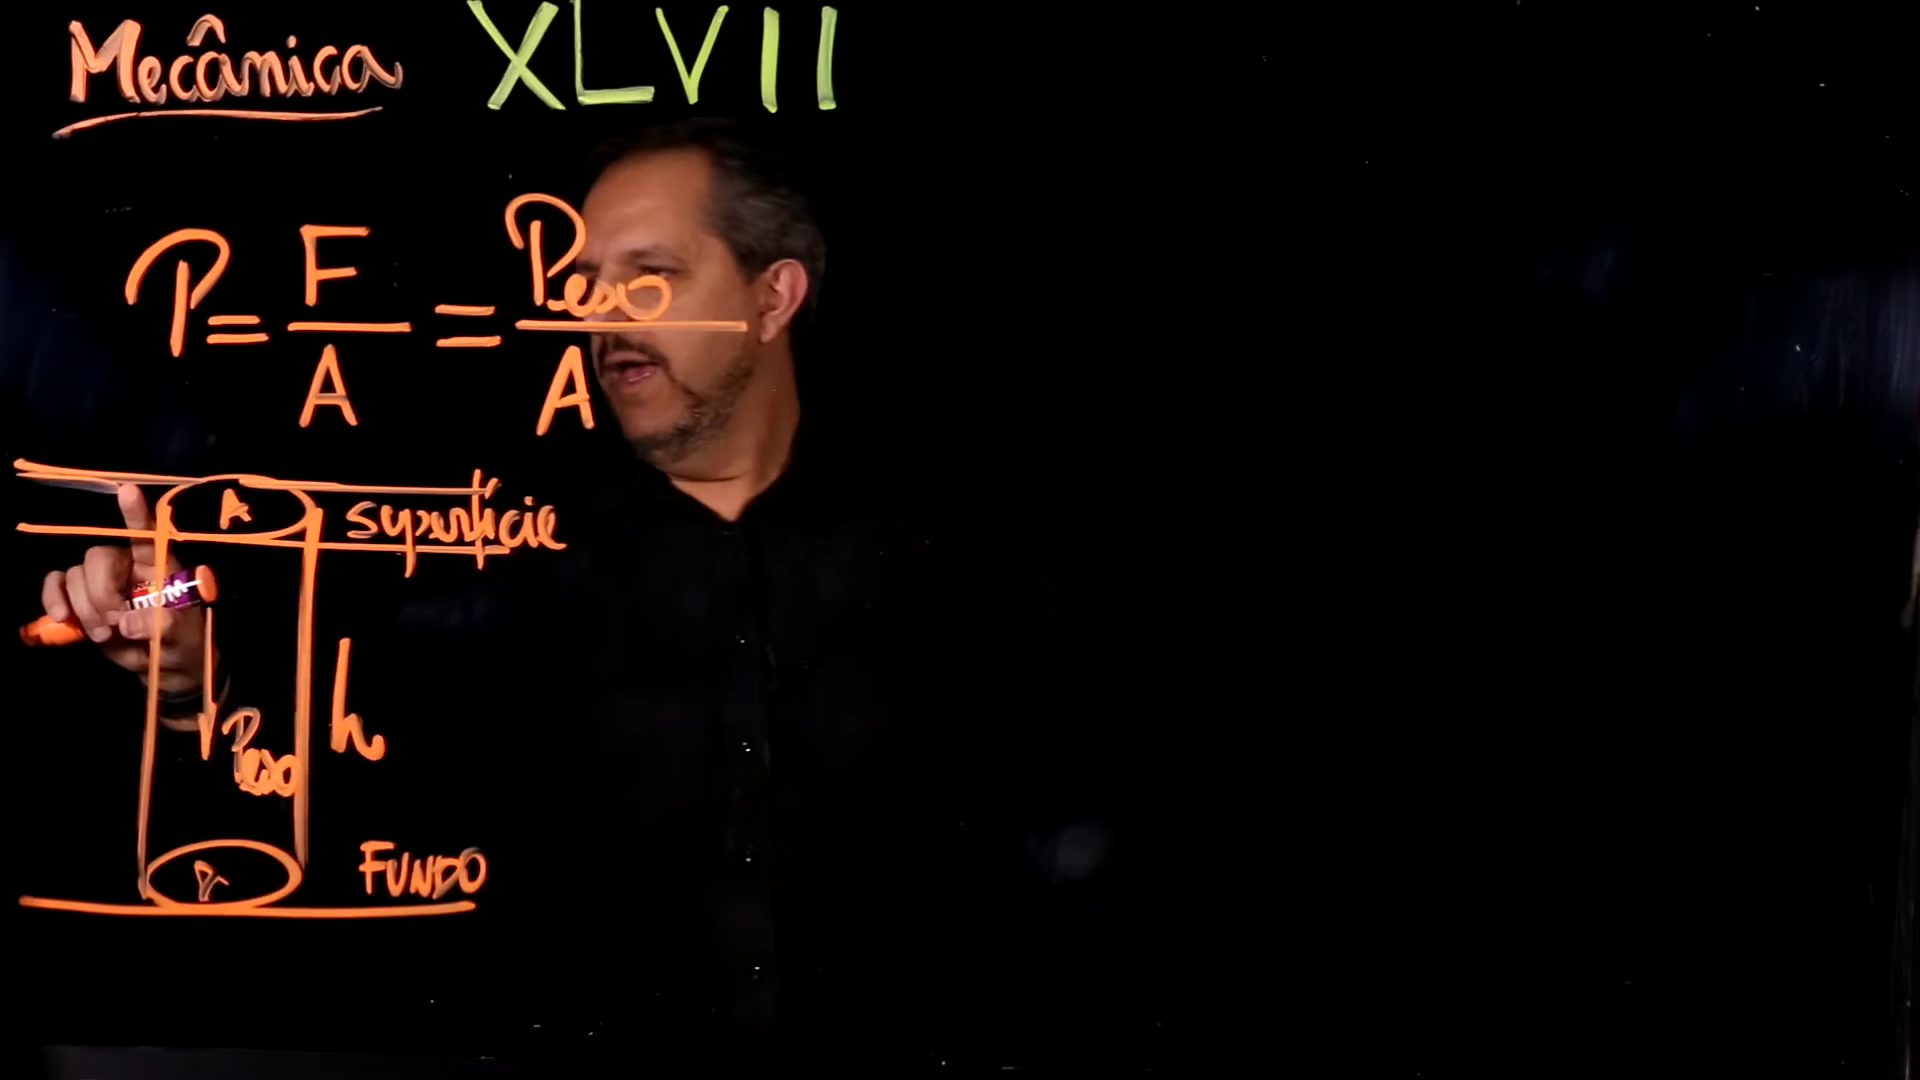 Mecânica XLVII
P = F/A = Peso/A
A
superfície
h
Peso
A
FUNDO